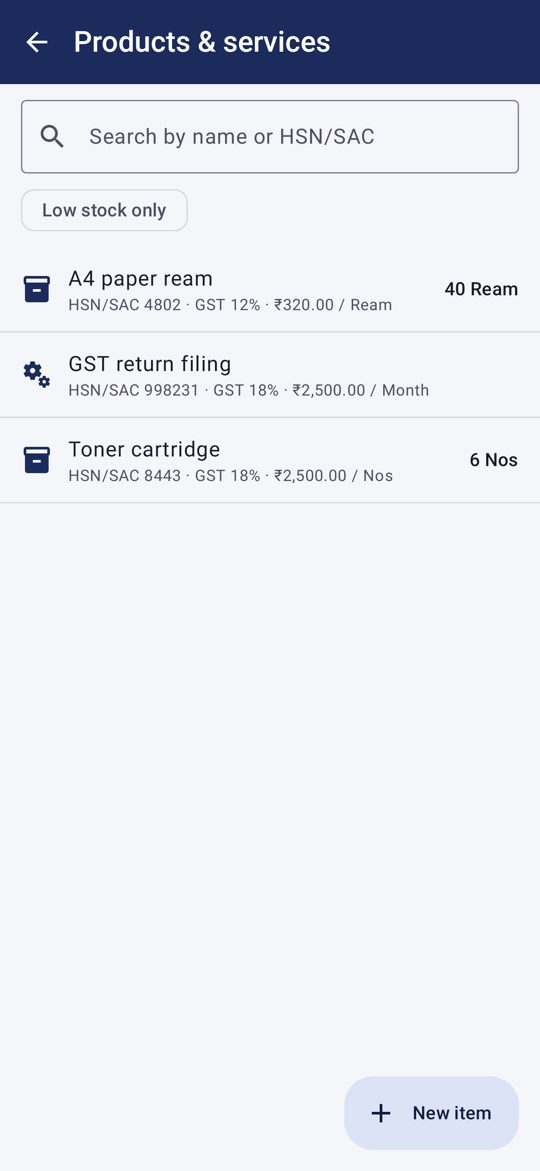 Products & services
Search by name or HSN/SAC
Low stock only
A4 paper ream
HSN/SAC 4802 · GST 12% · ₹320.00 / Ream
40 Ream
GST return filing
HSN/SAC 998231 · GST 18% · ₹2,500.00 / Month
Toner cartridge
HSN/SAC 8443 · GST 18% · ₹2,500.00 / Nos
6 Nos
New item